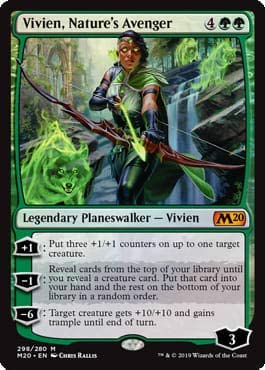 Vivien, Nature's Avenger 4
Legendary Planeswalker — Vivien M20
+1: Put three +1/+1 counters on up to one target
creature.
Reveal cards from the top of your library until
−1: you reveal a creature card. Put that card into
your hand and the rest on the bottom of your
library in a random order.
−6: Target creature gets +10/+10 and gains
trample until end of turn.
3
298/280 M
M20 • EN Chris Rallis ™ & © 2019 Wizards of the Coast